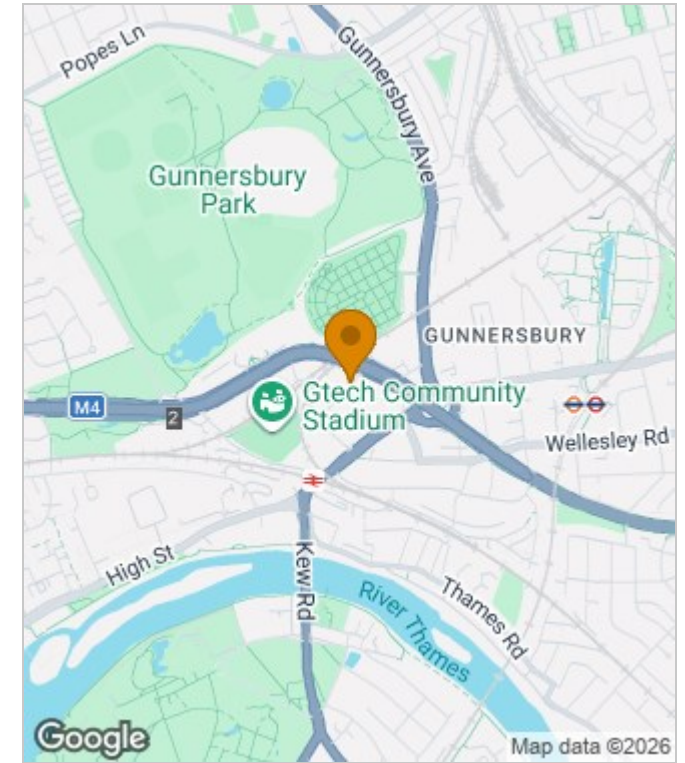 Popes Ln
Gunnersbury Ave
Gunnersbury
Park
GUNNERSBURY
M4
2
Gtech Community
Stadium
Wellesley Rd
High St
Kew Rd
River Thames
Thames Rd
Google
Map data ©2026